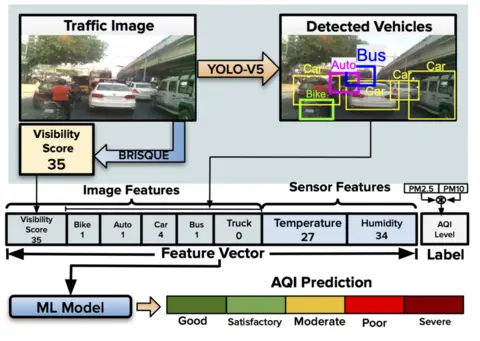 Traffic Image
Detected Vehicles
YOLO-V5
Bus
Auto
Car
Car
Car
Car
Bike
Visibility
Score
35
BRISQUE
Image Features
Sensor Features
PM2.5 PM10
Visibility
Score
35
Bike
1
Auto
1
Car
4
Bus
1
Truck
0
Temperature
27
Humidity
34
AQI
Level
Feature Vector
Label
ML Model
AQI Prediction
Good
Satisfactory
Moderate
Poor
Severe